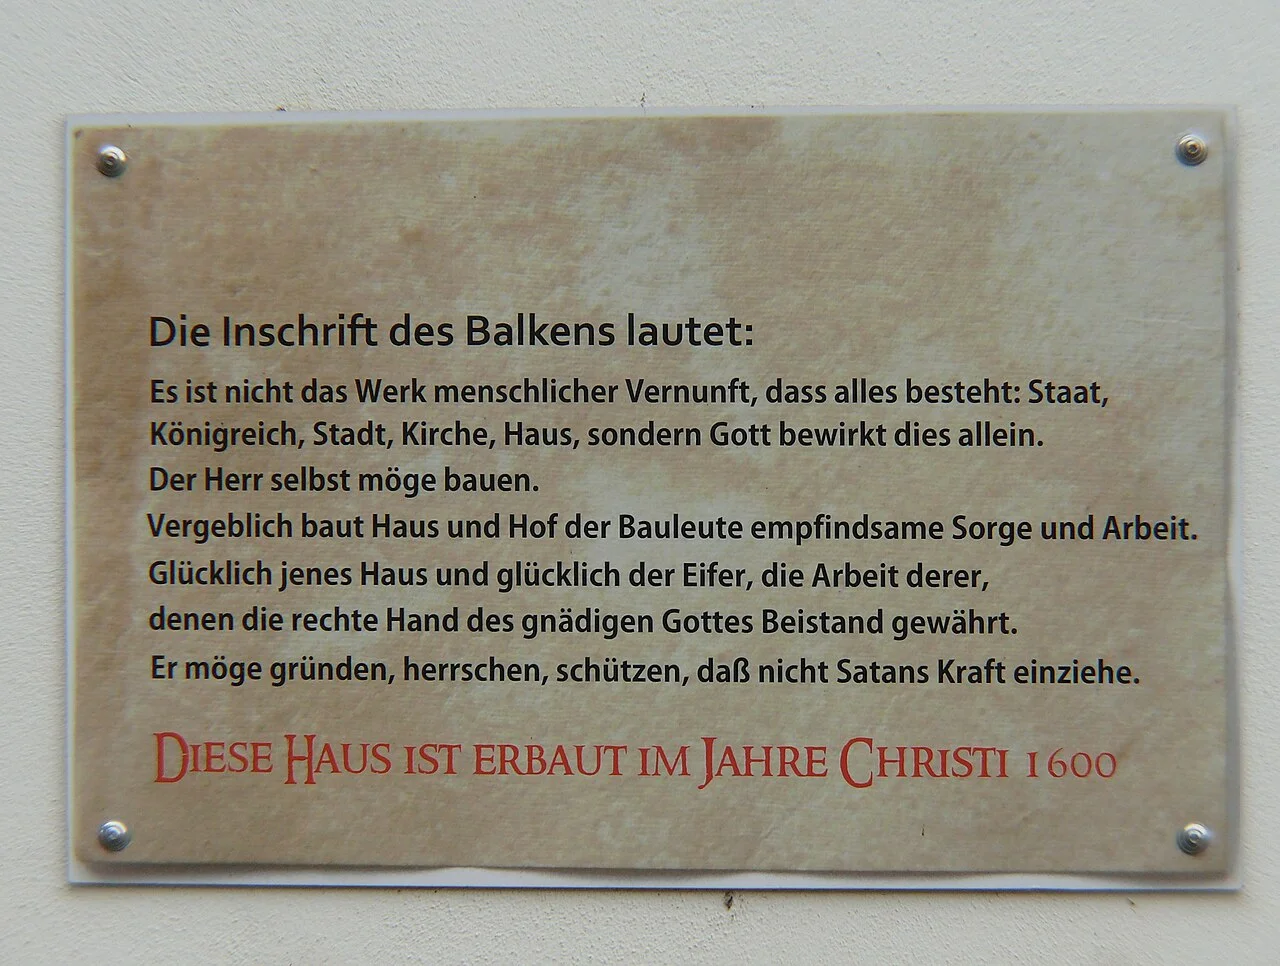 Die Inschrift des Balkens lautet:
Es ist nicht das Werk menschlicher Vernunft, dass alles besteht: Staat,
Königreich, Stadt, Kirche, Haus, sondern Gott bewirkt dies allein.
Der Herr selbst möge bauen.
Vergeblich baut Haus und Hof der Bauleute empfindsame Sorge und Arbeit.
Glücklich jenes Haus und glücklich der Eifer, die Arbeit derer,
denen die rechte Hand des gnädigen Gottes Beistand gewährt.
Er möge gründen, herrschen, schützen, daß nicht Satans Kraft einziehe.
Diese Haus ist erbaut im Jahre Christi 1600